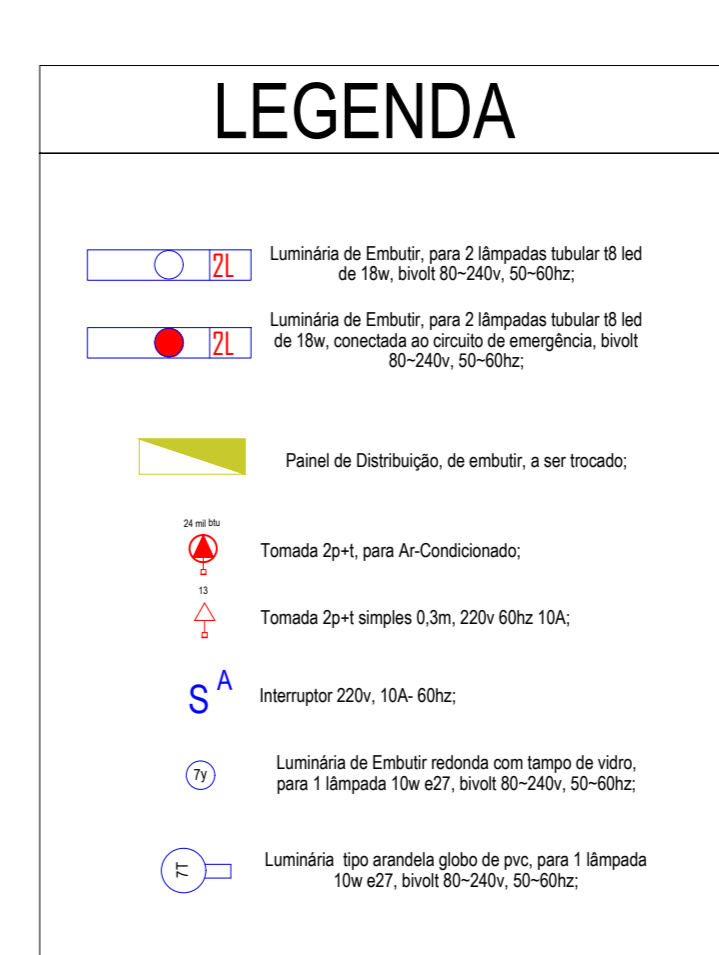 LEGENDA
2L
Luminária de Embutir, para 2 lâmpadas tubular t8 led
de 18w, bivolt 80~240v, 50~60hz;
2L
Luminária de Embutir, para 2 lâmpadas tubular t8 led
de 18w, conectada ao circuito de emergência, bivolt
80~240v, 50~60hz;
Painel de Distribuição, de embutir, a ser trocado;
24 mil btu
Tomada 2p+t, para Ar-Condicionado;
13
Tomada 2p+t simples 0,3m, 220v 60hz 10A;
S A
Interruptor 220v, 10A- 60hz;
7y
Luminária de Embutir redonda com tampo de vidro,
para 1 lâmpada 10w e27, bivolt 80~240v, 50~60hz;
7T
Luminária tipo arandela globo de pvc, para 1 lâmpada
10w e27, bivolt 80~240v, 50~60hz;